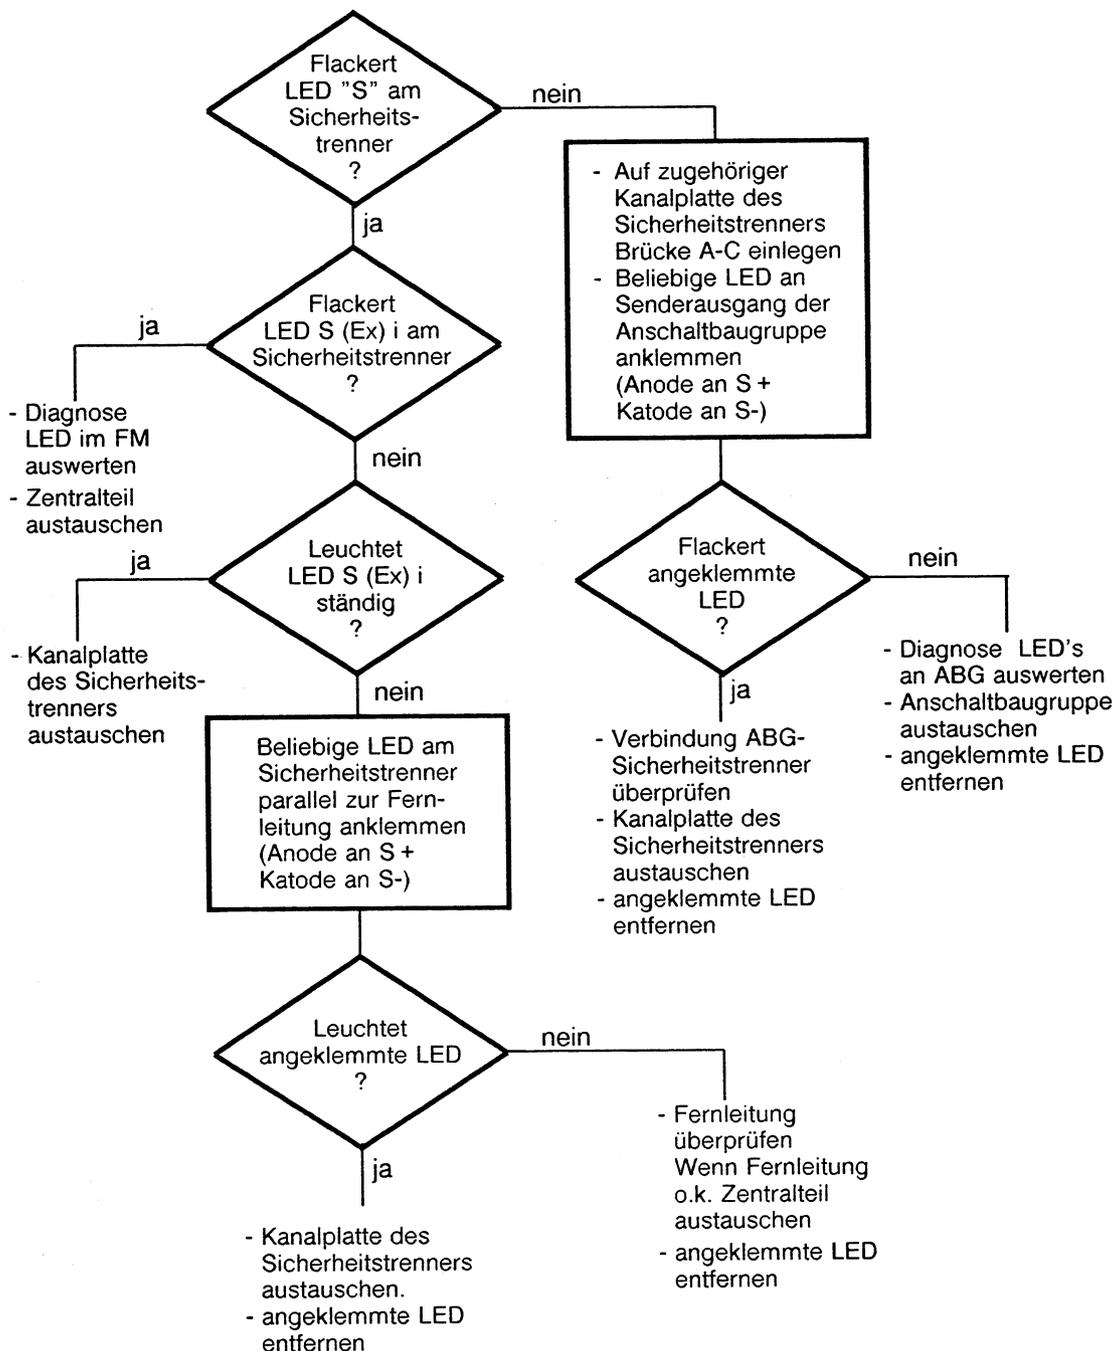 Flackert
LED "S" am
Sicherheits-
trenner
?
nein
ja
- Auf zugehöriger
Kanalplatte des
Sicherheitstrenners
Brücke A-C einlegen
- Beliebige LED an
Senderausgang der
Anschaltbaugruppe
anklemmen
(Anode an S +
Katode an S-)
Flackert
LED S (Ex) i am
Sicherheitstrenner
?
ja
- Diagnose
LED im FM
auswerten
- Zentralteil
austauschen
nein
Leuchtet
LED S (Ex) i
ständig
?
ja
- Kanalplatte
des Sicherheits-
trenners
austauschen
nein
Flackert
angeklemmte
LED
?
nein
- Diagnose LED's
an ABG auswerten
- Anschaltbaugruppe
austauschen
- angeklemmte LED
entfernen
ja
- Verbindung ABG-
Sicherheitstrenner
überprüfen
- Kanalplatte des
Sicherheitstrenners
austauschen
- angeklemmte LED
entfernen
Beliebige LED am
Sicherheitstrenner
parallel zur Fern-
leitung anklemmen
(Anode an S +
Katode an S-)
Leuchtet
angeklemmte LED
?
nein
- Fernleitung
überprüfen
Wenn Fernleitung
o.k. Zentralteil
austauschen
- angeklemmte LED
entfernen
ja
- Kanalplatte des
Sicherheitstrenners
austauschen.
- angeklemmte LED
entfernen